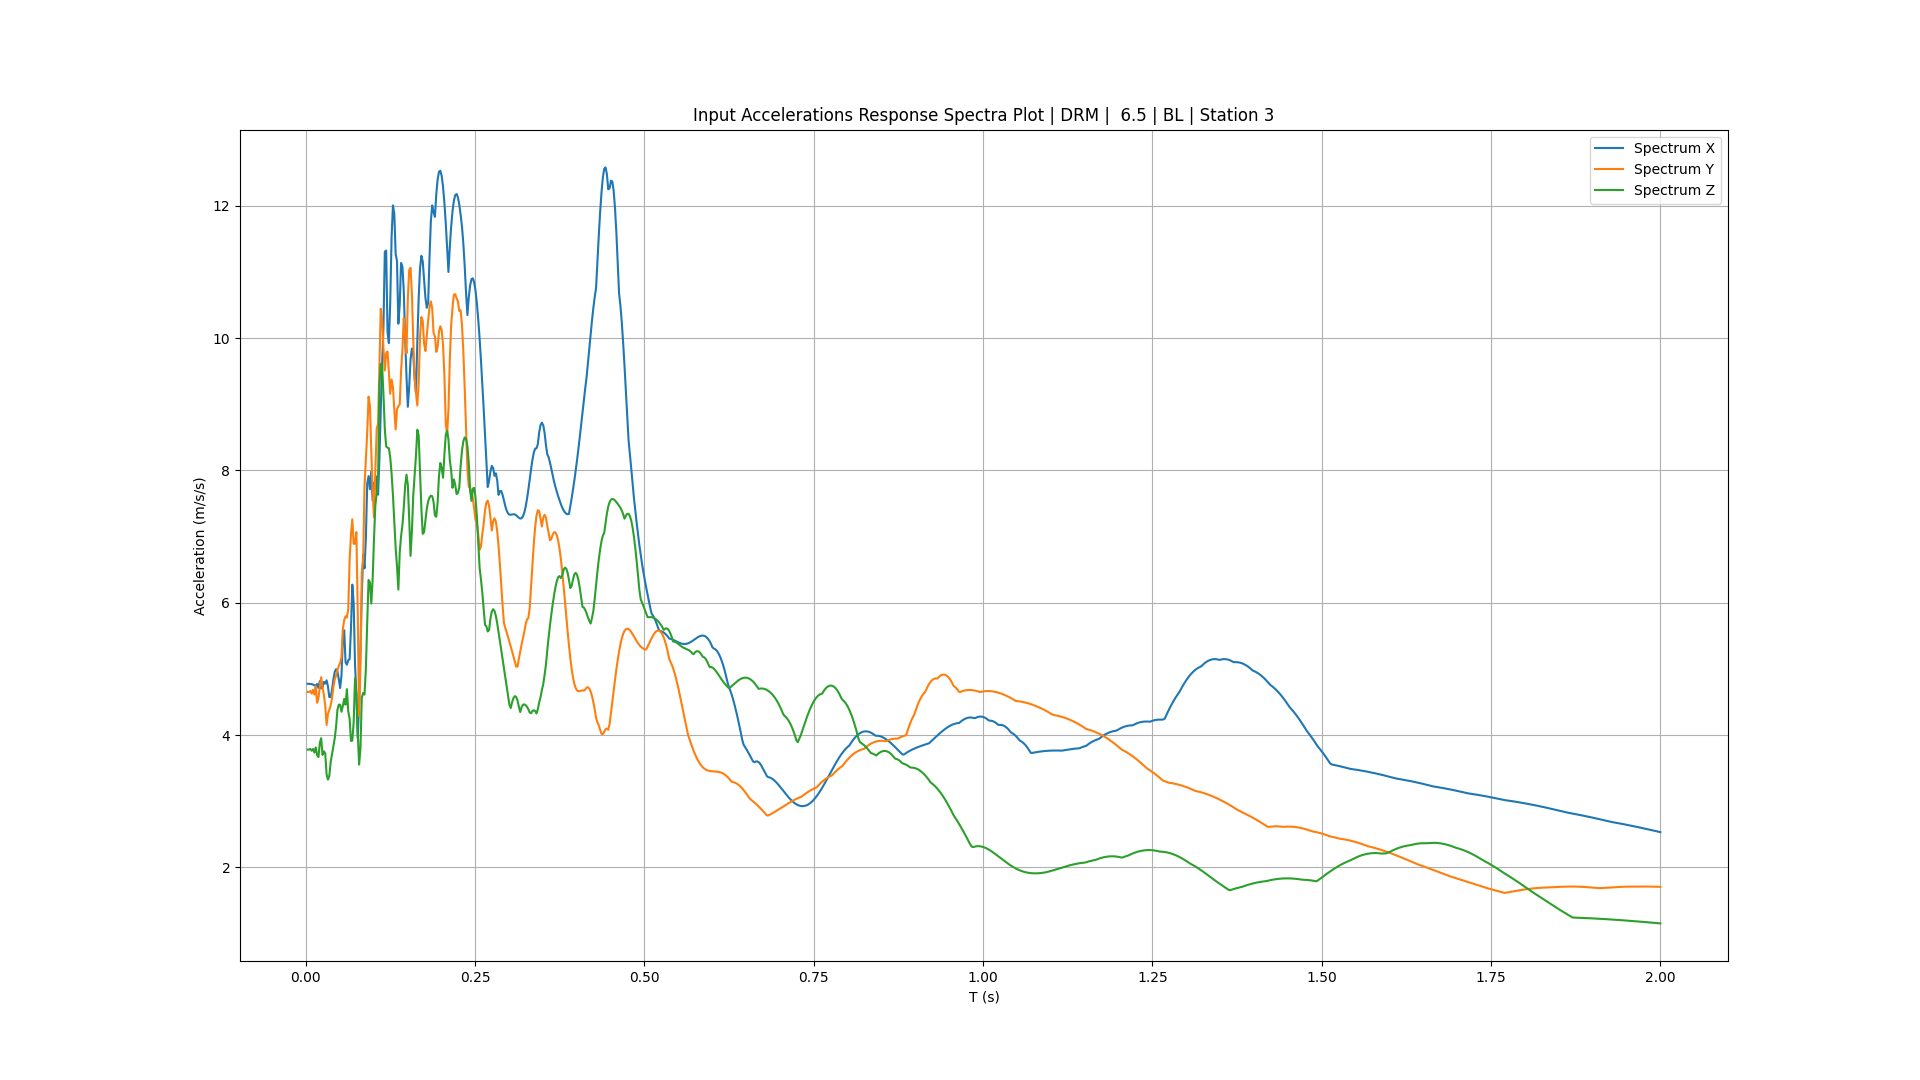 Input Accelerations Response Spectra Plot | DRM |  6.5 | BL | Station 3
Spectrum X
Spectrum Y
Spectrum Z
Acceleration (m/s/s)
12
10
8
6
4
2
0.00 0.25 0.50 0.75 1.00 1.25 1.50 1.75 2.00
T (s)